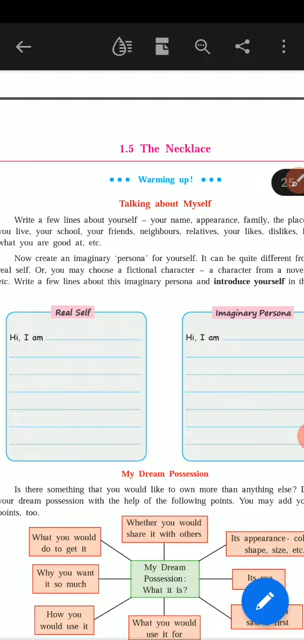 25
1.5 The Necklace
Warming up!
Talking about Myself
Write a few lines about yourself – your name, appearance, family, the plac
you live, your school, your friends, neighbours, relatives, your likes, dislikes,
what you are good at, etc.
Now create an imaginary 'persona' for yourself. It can be quite different fro
real self. Or, you may choose a fictional character – a character from a nove
etc. Write a few lines about this imaginary persona and introduce yourself in th
Real Self
Hi, I am
Imaginary Persona
Hi, I am
My Dream Possession
Is there something that you would like to own more than anything else? D
your dream possession with the help of the following points. You may add yo
points, too.
What you would
do to get it
Whether you would
share it with others
Its appearance - col
shape, size, etc.
Why you want
it so much
My Dream
Possession:
What it is?
Its use
How you
would use it
What you would
use it for
saw it first